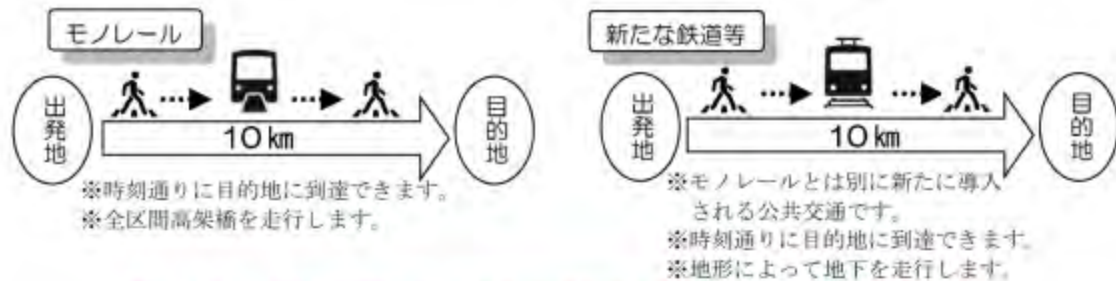 モノレール
出発地
10km
目的地
※時刻通りに目的地に到達できます。
※全区間高架橋を走行します。
新たな鉄道等
出発地
10km
目的地
※モノレールとは別に新たに導入
される公共交通です。
※時刻通りに目的地に到達できます。
※地形によって地下を走行します。